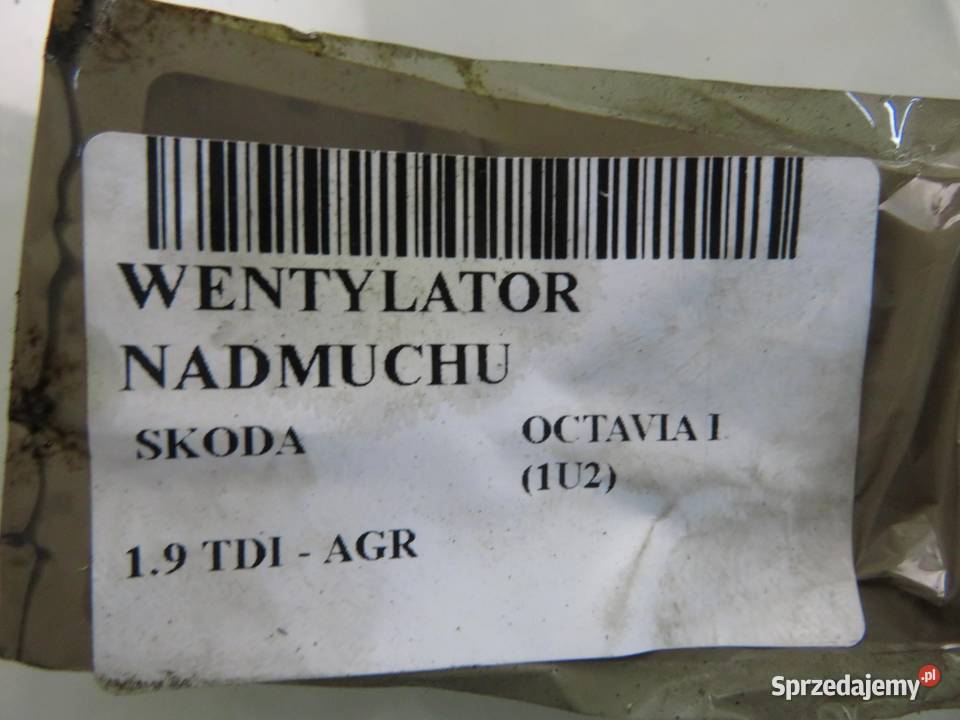 WENTYLATOR
NADMUCHU
SKODA OCTAVIA I
(1U2)
1.9 TDI - AGR
Sprzedajemy.pl